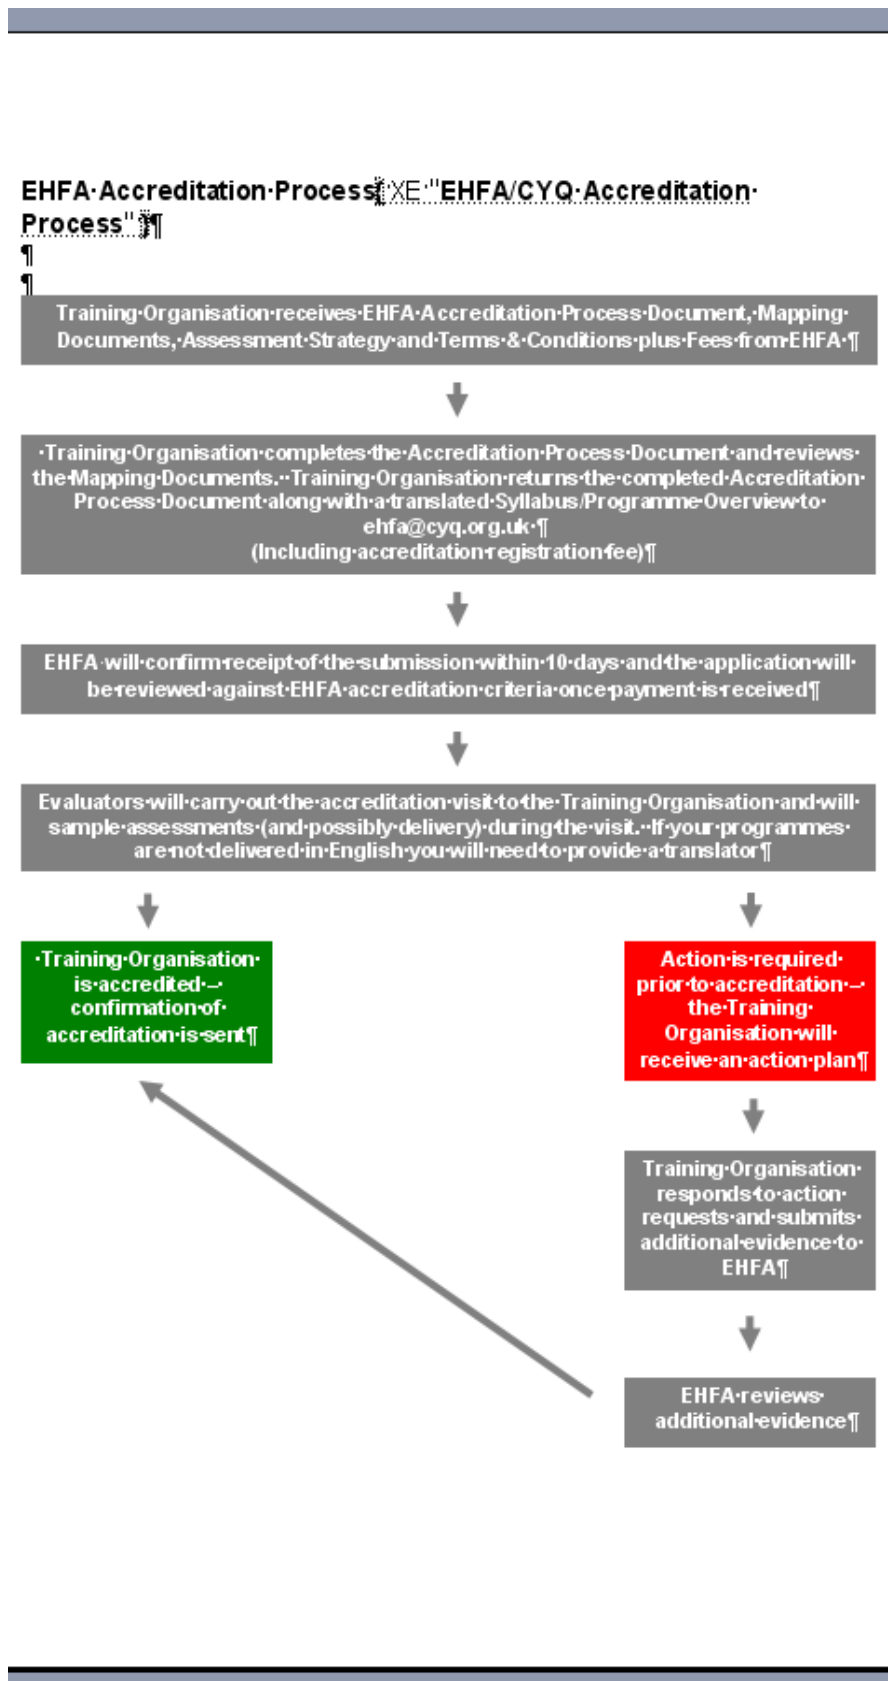 EHFA Accreditation Process{ XE "EHFA/CYQ Accreditation
Process" }¶
¶
¶
Training Organisation receives EHFA Accreditation Process Document, Mapping
Documents, Assessment Strategy and Terms & Conditions plus Fees from EHFA ¶
Training Organisation completes the Accreditation Process Document and reviews
the Mapping Documents. Training Organisation returns the completed Accreditation
Process Document along with a translated Syllabus/Programme Overview to
ehfa@cyq.org.uk ¶
(Including accreditation registration fee)¶
EHFA will confirm receipt of the submission within 10 days and the application will
be reviewed against EHFA accreditation criteria once payment is received¶
Evaluators will carry out the accreditation visit to the Training Organisation and will
sample assessments (and possibly delivery) during the visit. If your programmes
are not delivered in English you will need to provide a translator¶
Training Organisation
is accredited –
confirmation of
accreditation is sent¶
Action is required
prior to accreditation –
the Training
Organisation will
receive an action plan¶
Training Organisation
responds to action
requests and submits
additional evidence to
EHFA¶
EHFA reviews
additional evidence¶